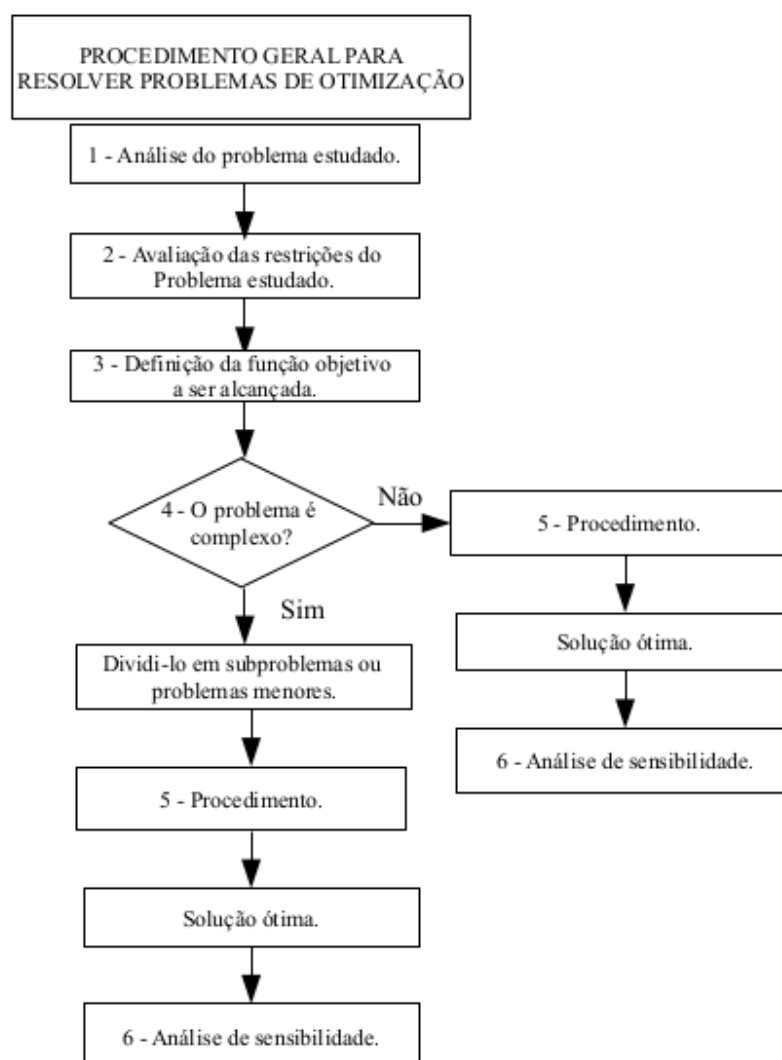 PROCEDIMENTO GERAL PARA
RESOLVER PROBLEMAS DE OTIMIZAÇÃO
1 - Análise do problema estudado.
2 - Avaliação das restrições do
Problema estudado.
3 - Definição da função objetivo
a ser alcançada.
4 - O problema é
complexo?
Não
5 - Procedimento.
Solução ótima.
6 - Análise de sensibilidade.
Sim
Dividi-lo em subproblemas ou
problemas menores.
5 - Procedimento.
Solução ótima.
6 - Análise de sensibilidade.